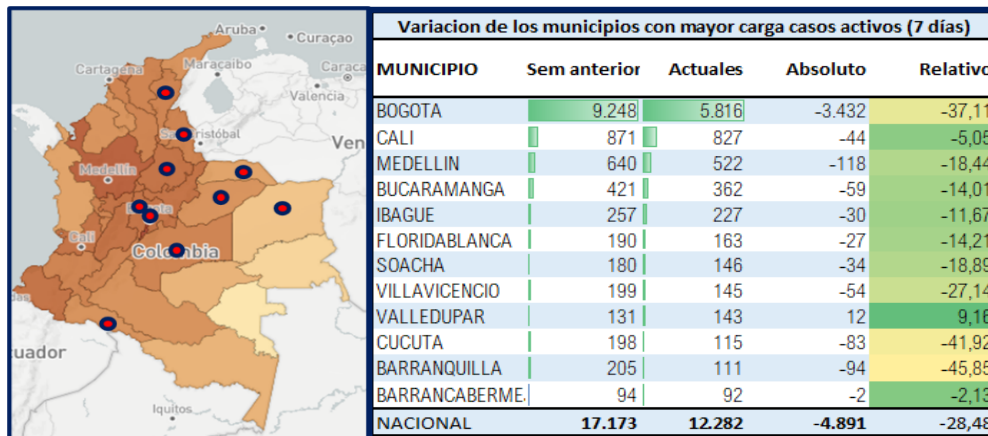 Aruba
Curaçao
Cartagena
Maracaibo
Caraca
Valencia
Ven
Medellín
Cali
Colombia
cuador
Iquitos
Variacion de los municipios con mayor carga casos activos (7 días)
MUNICIPIO Sem anterior Actuales Absoluto Relativo
BOGOTA 9.248 5.816 -3.432 -37,11
CALI 871 827 -44 -5,05
MEDELLIN 640 522 -118 -18,44
BUCARAMANGA 421 362 -59 -14,01
IBAGUE 257 227 -30 -11,67
FLORIDABLANCA 190 163 -27 -14,21
SOACHA 180 146 -34 -18,89
VILLAVICENCIO 199 145 -54 -27,14
VALLEDUPAR 131 143 12 9,16
CUCUTA 198 115 -83 -41,92
BARRANQUILLA 205 111 -94 -45,85
BARRANCABERME 94 92 -2 -2,13
NACIONAL 17.173 12.282 -4.891 -28,48